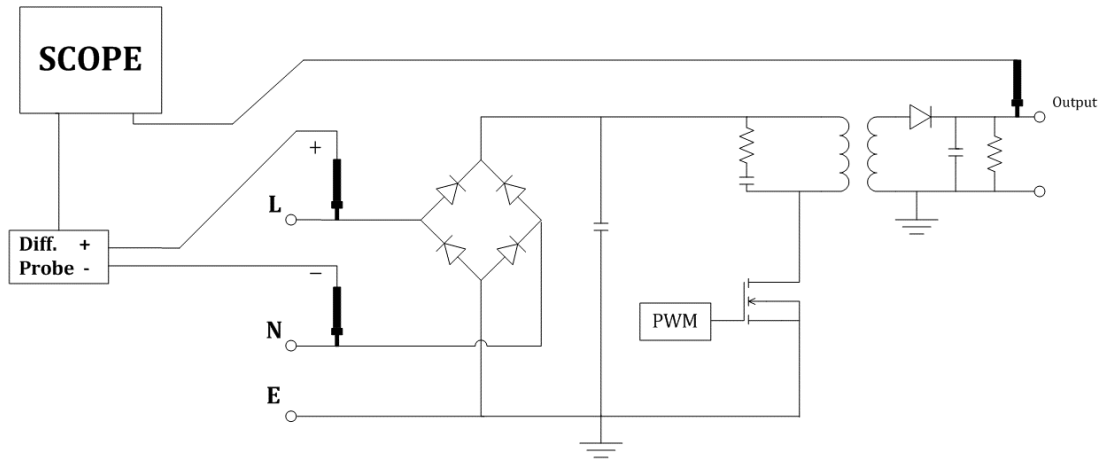 SCOPE
Output
+
L
Diff. +
Probe -
−
N
PWM
E